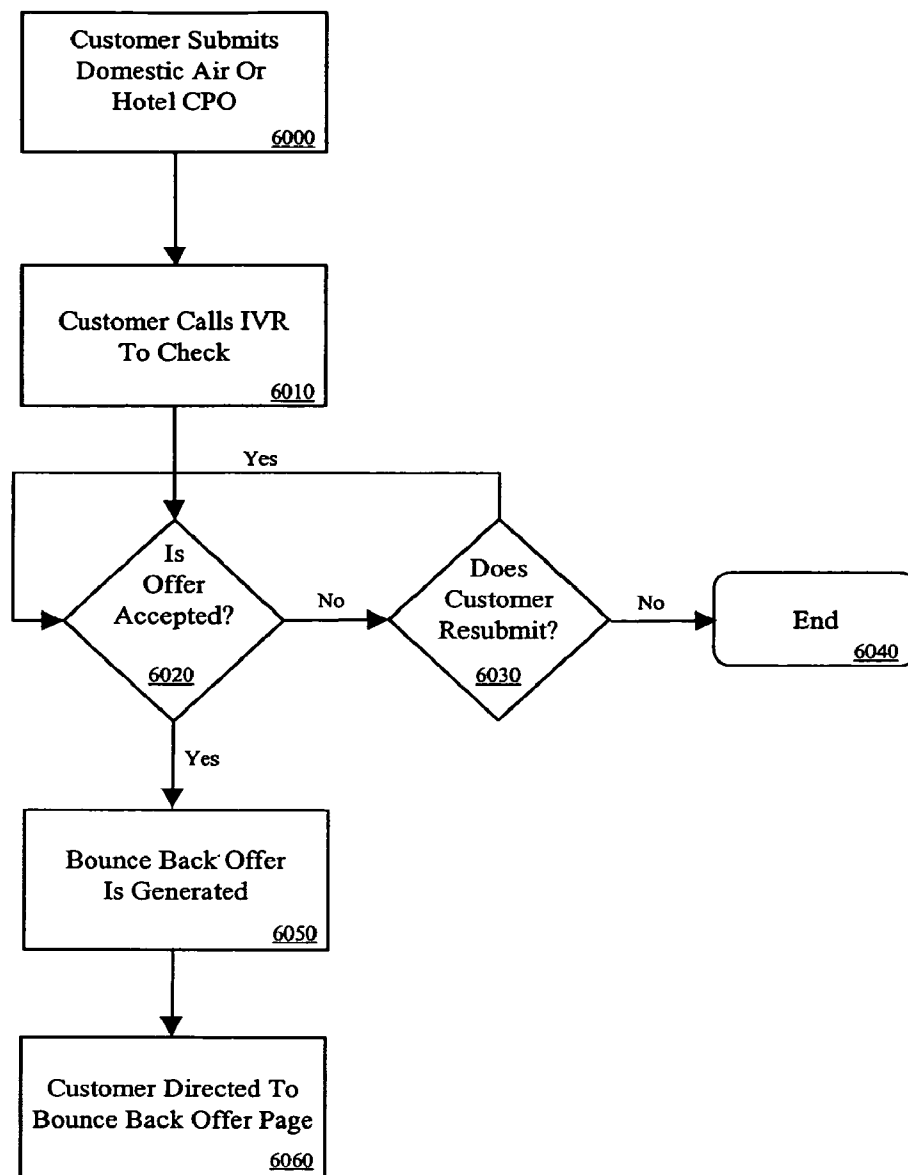 Customer Submits
Domestic Air Or
Hotel CPO
6000
Customer Calls IVR
To Check
6010
Yes
Is
Offer
Accepted?
6020
No
Does
Customer
Resubmit?
6030
No
End
6040
Yes
Bounce Back Offer
Is Generated
6050
Customer Directed To
Bounce Back Offer Page
6060